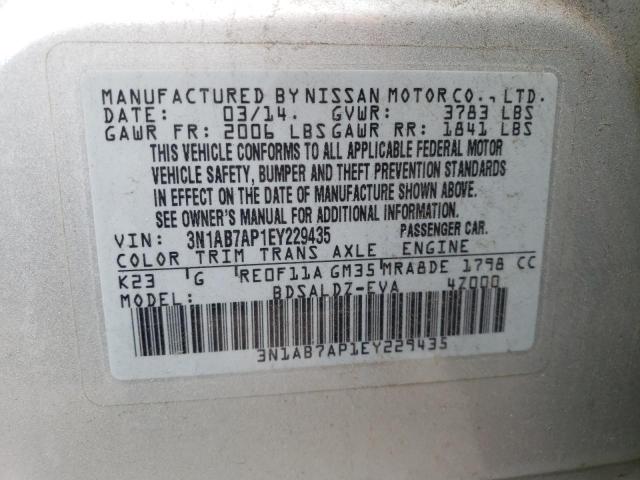 MANUFACTURED BY NISSAN MOTOR CO., LTD.
DATE: 03/14. GVWR: 3783 LBS
GAWR FR: 2006 LBS GAWR RR: 1841 LBS
THIS VEHICLE CONFORMS TO ALL APPLICABLE FEDERAL MOTOR
VEHICLE SAFETY, BUMPER AND THEFT PREVENTION STANDARDS
IN EFFECT ON THE DATE OF MANUFACTURE SHOWN ABOVE.
SEE OWNER'S MANUAL FOR ADDITIONAL INFORMATION.
VIN: 3N1AB7AP1EY229435 PASSENGER CAR.
COLOR TRIM TRANS AXLE ENGINE
K23 G RE0F11A GM35 MRA8DE 1798 CC
MODEL: BDSALDZ-EVA 4Z000
3N1AB7AP1EY229435